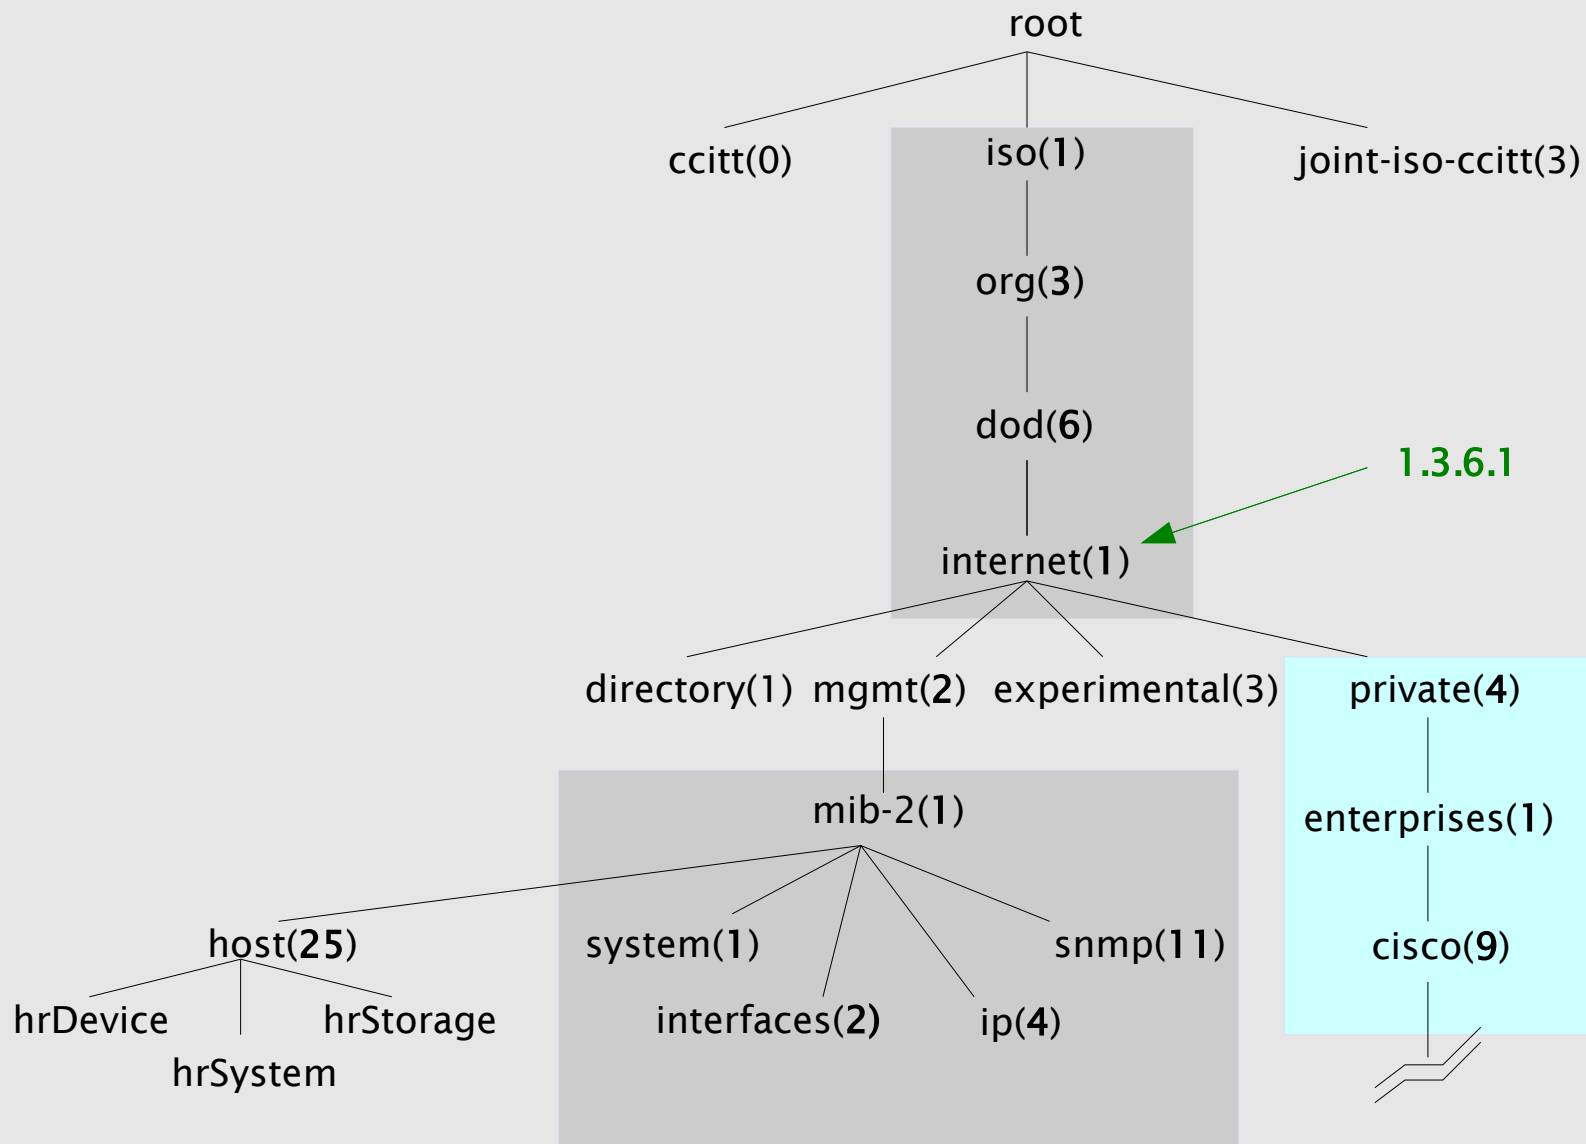 root
ccitt(0) iso(1) joint-iso-ccitt(3)
org(3)
dod(6)
1.3.6.1
internet(1)
directory(1) mgmt(2) experimental(3) private(4)
mib-2(1)
enterprises(1)
host(25) system(1) snmp(11) cisco(9)
hrDevice hrStorage interfaces(2) ip(4)
hrSystem